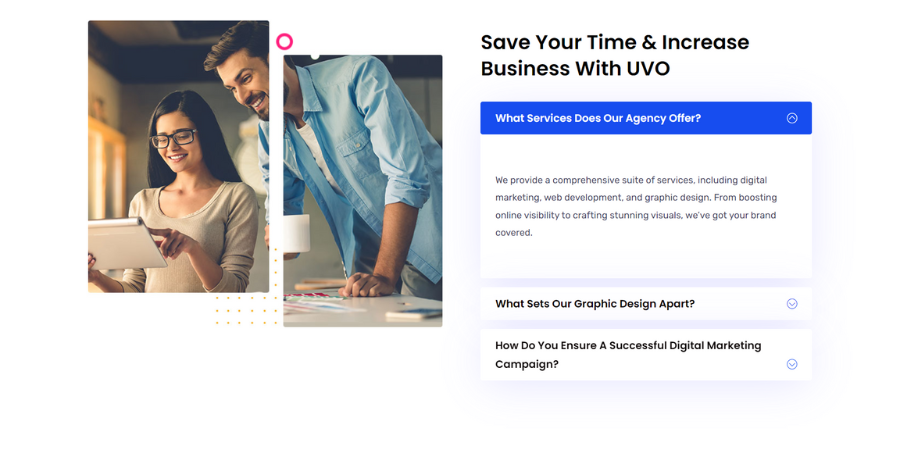 Save Your Time & Increase
Business With UVO
What Services Does Our Agency Offer?
We provide a comprehensive suite of services, including digital
marketing, web development, and graphic design. From boosting
online visibility to crafting stunning visuals, we've got your brand
covered.
What Sets Our Graphic Design Apart?
How Do You Ensure A Successful Digital Marketing
Campaign?